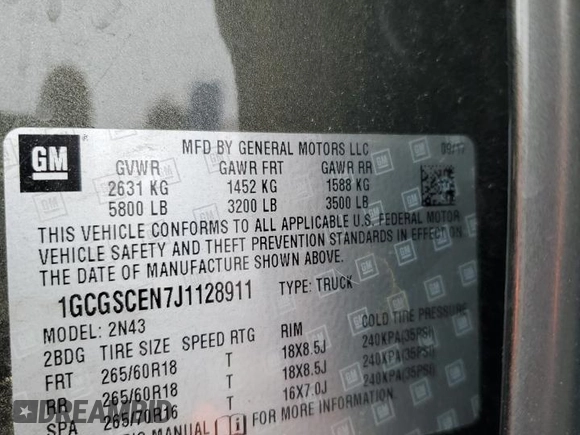 GM
MFD BY GENERAL MOTORS LLC
GVWR GAWR FRT GAWR RR
2631 KG 1452 KG 1588 KG
5800 LB 3200 LB 3500 LB
THIS VEHICLE CONFORMS TO ALL APPLICABLE U.S. FEDERAL MOTOR
VEHICLE SAFETY AND THEFT PREVENTION STANDARDS IN EFFECT ON
THE DATE OF MANUFACTURE SHOWN ABOVE.
1GCGSCEN7J1128911 TYPE: TRUCK
MODEL: 2N43
2BDG TIRE SIZE SPEED RTG RIM COLD TIRE PRESSURE
FRT 265/60R18 T 18X8.5J 240KPA(35PSI)
RR 265/60R18 T 18X8.5J 240KPA(35PSI)
SPA 265/70R16 T 16X7.0J 240KPA(35PSI)
MANUAL FOR MORE INFORMATION
DREAMBID